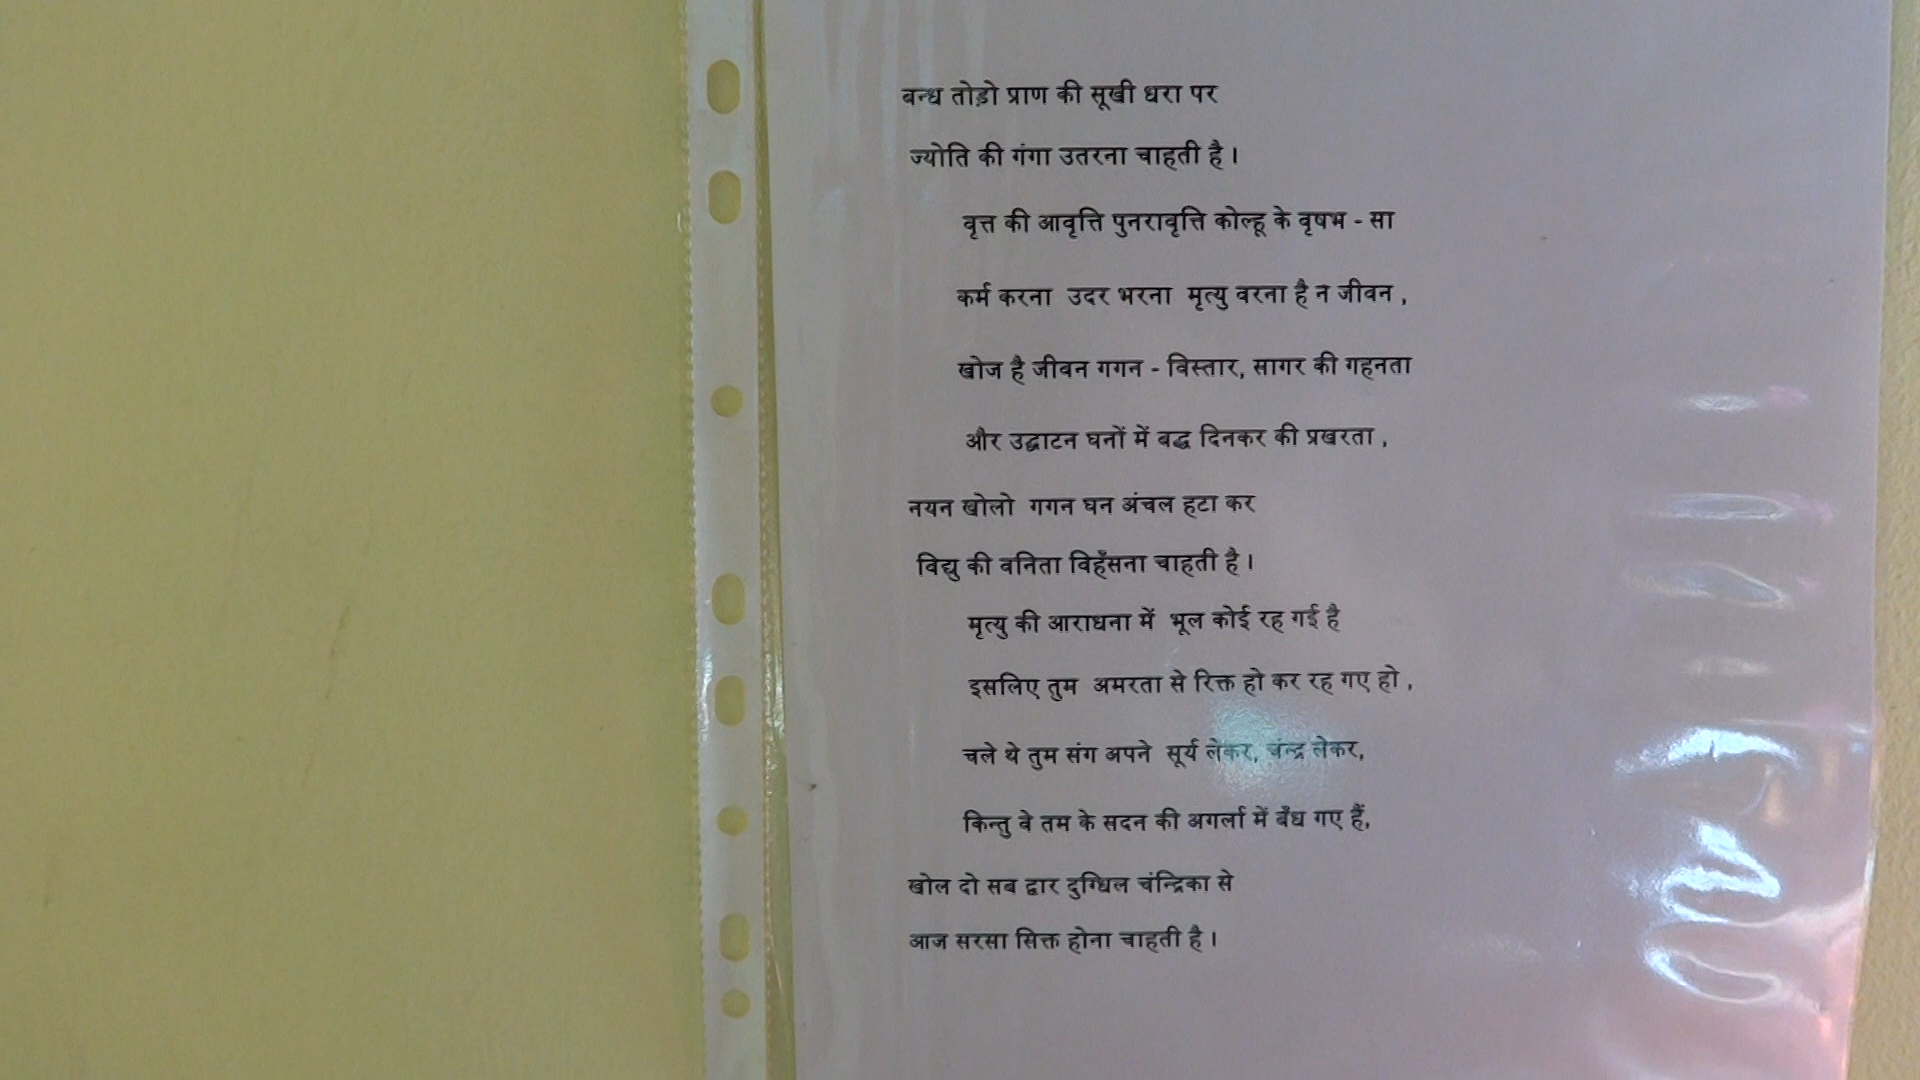 बन्ध तोड़ो प्राण की सूखी धरा पर
ज्योति की गंगा उतरना चाहती है ।
वृत्त की आवृत्ति पुनरावृत्ति कोल्हू के वृषभ - सा
कर्म करना उदर भरना मृत्यु वरना है न जीवन ,
खोज है जीवन गगन - विस्तार, सागर की गहनता
और उद्घाटन घनों में बद्ध दिनकर की प्रखरता ,
नयन खोलो गगन घन अंचल हटा कर
विद्यु की वनिता विहँसना चाहती है ।
मृत्यु की आराधना में भूल कोई रह गई है
इसलिए तुम अमरता से रिक्त हो कर रह गए हो ,
चले थे तुम संग अपने सूर्य लेकर, चंन्द्र लेकर,
किन्तु वे तम के सदन की अगर्ला में बँध गए हैं,
खोल दो सब द्वार दुग्धिल चंन्द्रिका से
आज सरसा सिक्त होना चाहती है ।